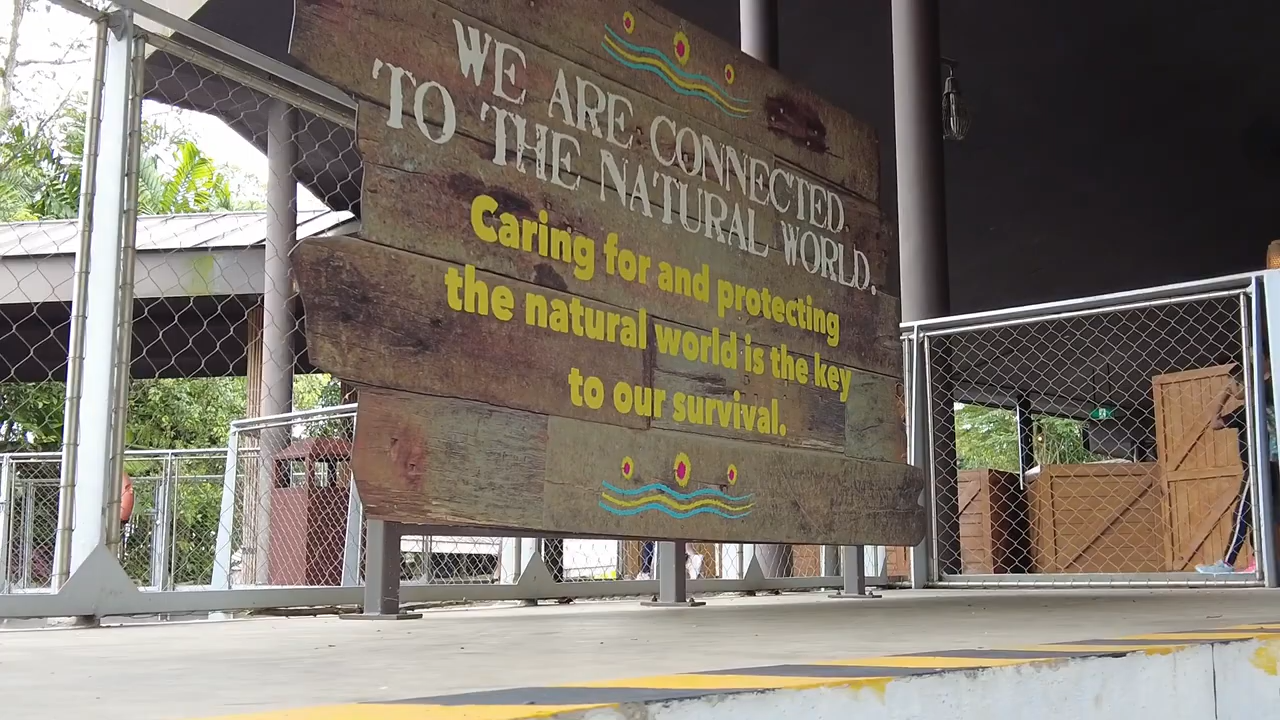 WE ARE CONNECTED
TO THE NATURAL WORLD.
Caring for and protecting
the natural world is the key
to our survival.